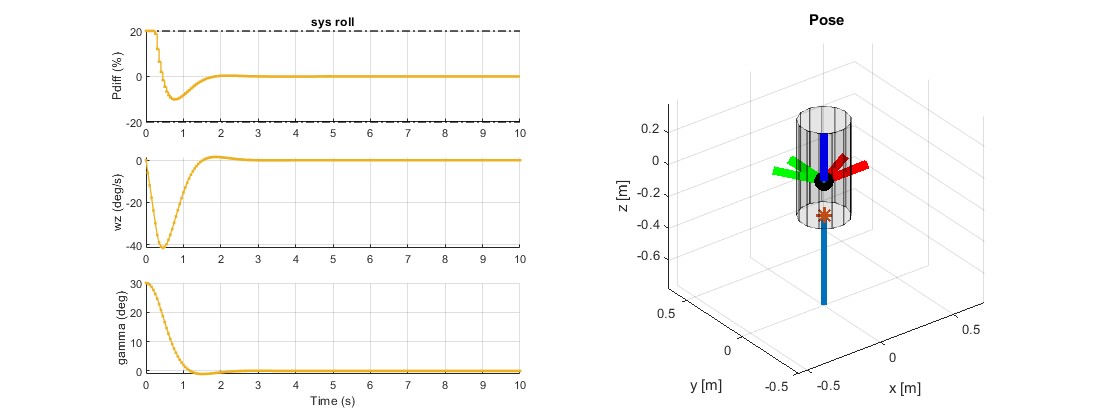 sys roll
Pdiff (%)
20
0
-20
0 1 2 3 4 5 6 7 8 9 10
wz (deg/s)
0
-20
-40
0 1 2 3 4 5 6 7 8 9 10
gamma (deg)
30
20
10
0
0 1 2 3 4 5 6 7 8 9 10
Time (s)
Pose
z [m]
0.2
0
-0.2
-0.4
-0.6
0.5
0
-0.5
y [m]
-0.5
0
0.5
x [m]